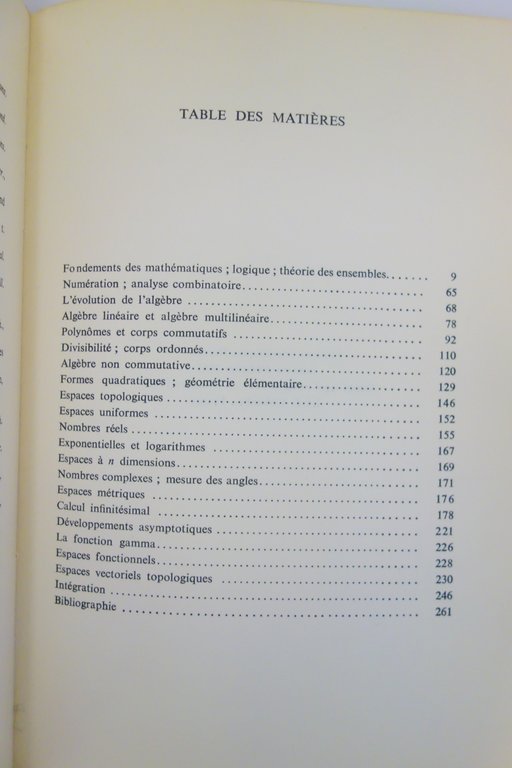 TABLE DES MATIÈRES
Fondements des mathématiques ; logique ; théorie des ensembles....... 9
Numération ; analyse combinatoire............................ 65
L'évolution de l'algèbre .................................... 68
Algèbre linéaire et algèbre multilinéaire........................ 78
Polynômes et corps commutatifs .............................. 92
Divisibilité ; corps ordonnés.................................. 110
Algèbre non commutative.................................... 120
Formes quadratiques ; géométrie élémentaire.................... 129
Espaces topologiques........................................ 146
Espaces uniformes .......................................... 152
Nombres réels.............................................. 155
Exponentielles et logarithmes ................................ 167
Espaces à n dimensions...................................... 169
Nombres complexes ; mesure des angles........................ 171
Espaces métriques .......................................... 176
Calcul infinitésimal ........................................ 178
Développements asymptotiques .............................. 221
La fonction gamma.......................................... 226
Espaces fonctionnels........................................ 228
Espaces vectoriels topologiques .............................. 230
Intégration ................................................ 246
Bibliographie .............................................. 261